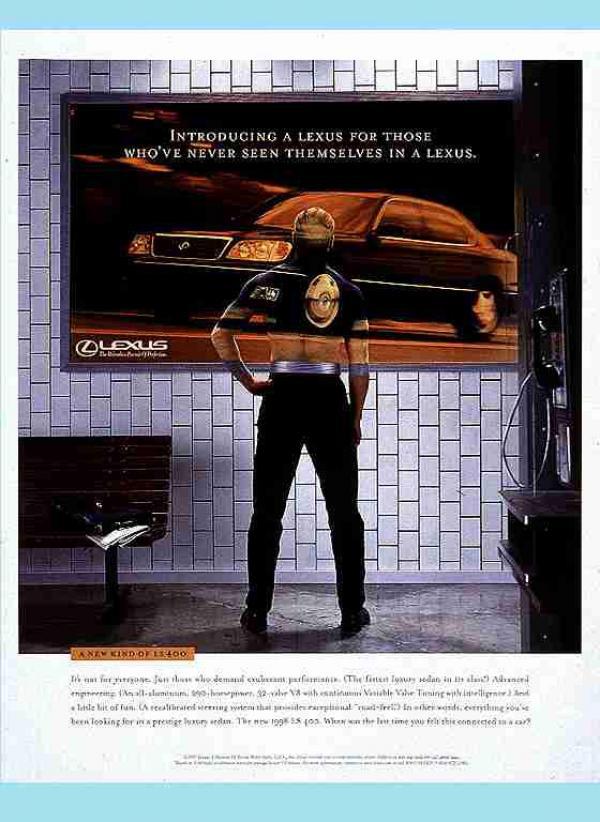 INTRODUCING A LEXUS FOR THOSE
WHO'VE NEVER SEEN THEMSELVES IN A LEXUS.
LEXUS
The Relentless Pursuit Of Perfection.
A NEW KIND OF LS 400
It's not for everyone. Just those who demand exuberant performance. (The fastest luxury sedan in its class!) Advanced
engineering. (An all-aluminum, 290-horsepower, 32-valve V8 with continuous Variable Valve Timing with intelligence.) And
a little bit of fun. (A recalibrated steering system that provides exceptional "road-feel.") In other words, everything you've
been looking for in a prestige luxury sedan. The new 1998 LS 400. When was the last time you felt this connected to a car?